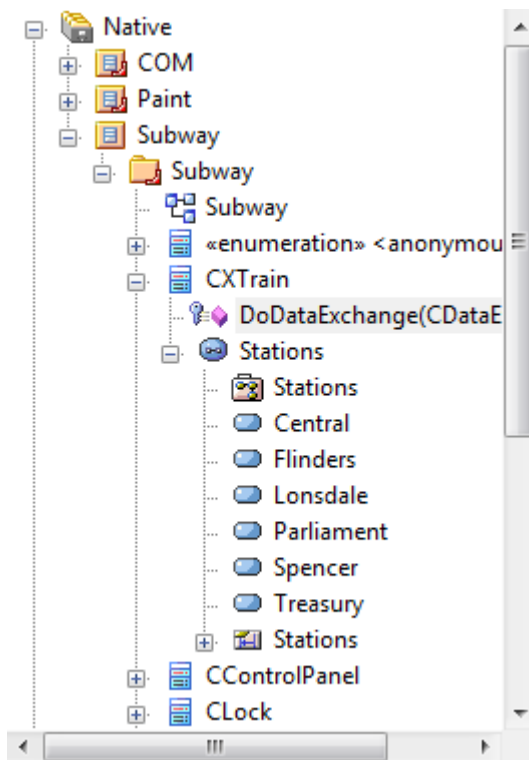 Native
COM
Paint
Subway
Subway
Subway
«enumeration» <anonymou
CXTrain
DoDataExchange(CDataE
Stations
Stations
Central
Flinders
Lonsdale
Parliament
Spencer
Treasury
Stations
CControlPanel
CLock